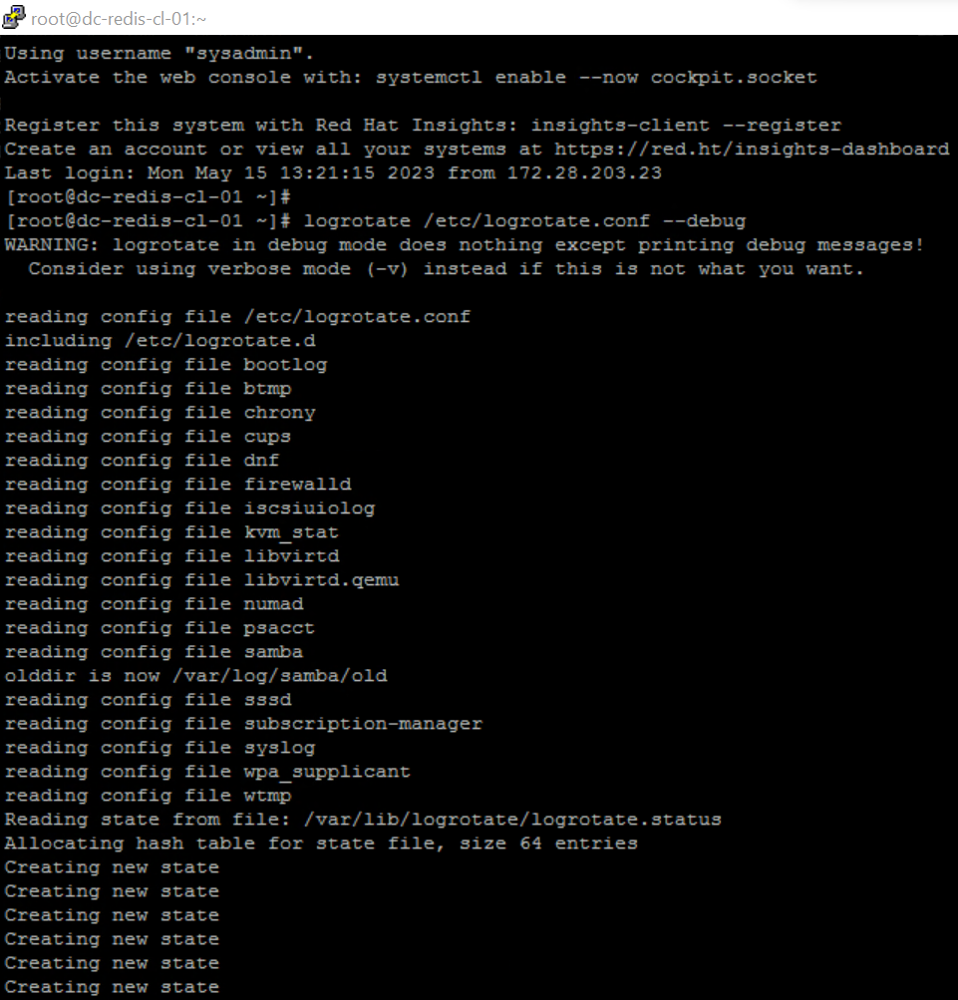 root@dc-redis-cl-01:~
Using username "sysadmin".
Activate the web console with: systemctl enable --now cockpit.socket
Register this system with Red Hat Insights: insights-client --register
Create an account or view all your systems at https://red.ht/insights-dashboard
Last login: Mon May 15 13:21:15 2023 from 172.28.203.23
[root@dc-redis-cl-01 ~]#
[root@dc-redis-cl-01 ~]# logrotate /etc/logrotate.conf --debug
WARNING: logrotate in debug mode does nothing except printing debug messages!
  Consider using verbose mode (-v) instead if this is not what you want.
reading config file /etc/logrotate.conf
including /etc/logrotate.d
reading config file bootlog
reading config file btmp
reading config file chrony
reading config file cups
reading config file dnf
reading config file firewalld
reading config file iscsiuiolog
reading config file kvm_stat
reading config file libvirtd
reading config file libvirtd.qemu
reading config file numad
reading config file psacct
reading config file samba
olddir is now /var/log/samba/old
reading config file sssd
reading config file subscription-manager
reading config file syslog
reading config file wpa_supplicant
reading config file wtmp
Reading state from file: /var/lib/logrotate/logrotate.status
Allocating hash table for state file, size 64 entries
Creating new state
Creating new state
Creating new state
Creating new state
Creating new state
Creating new state